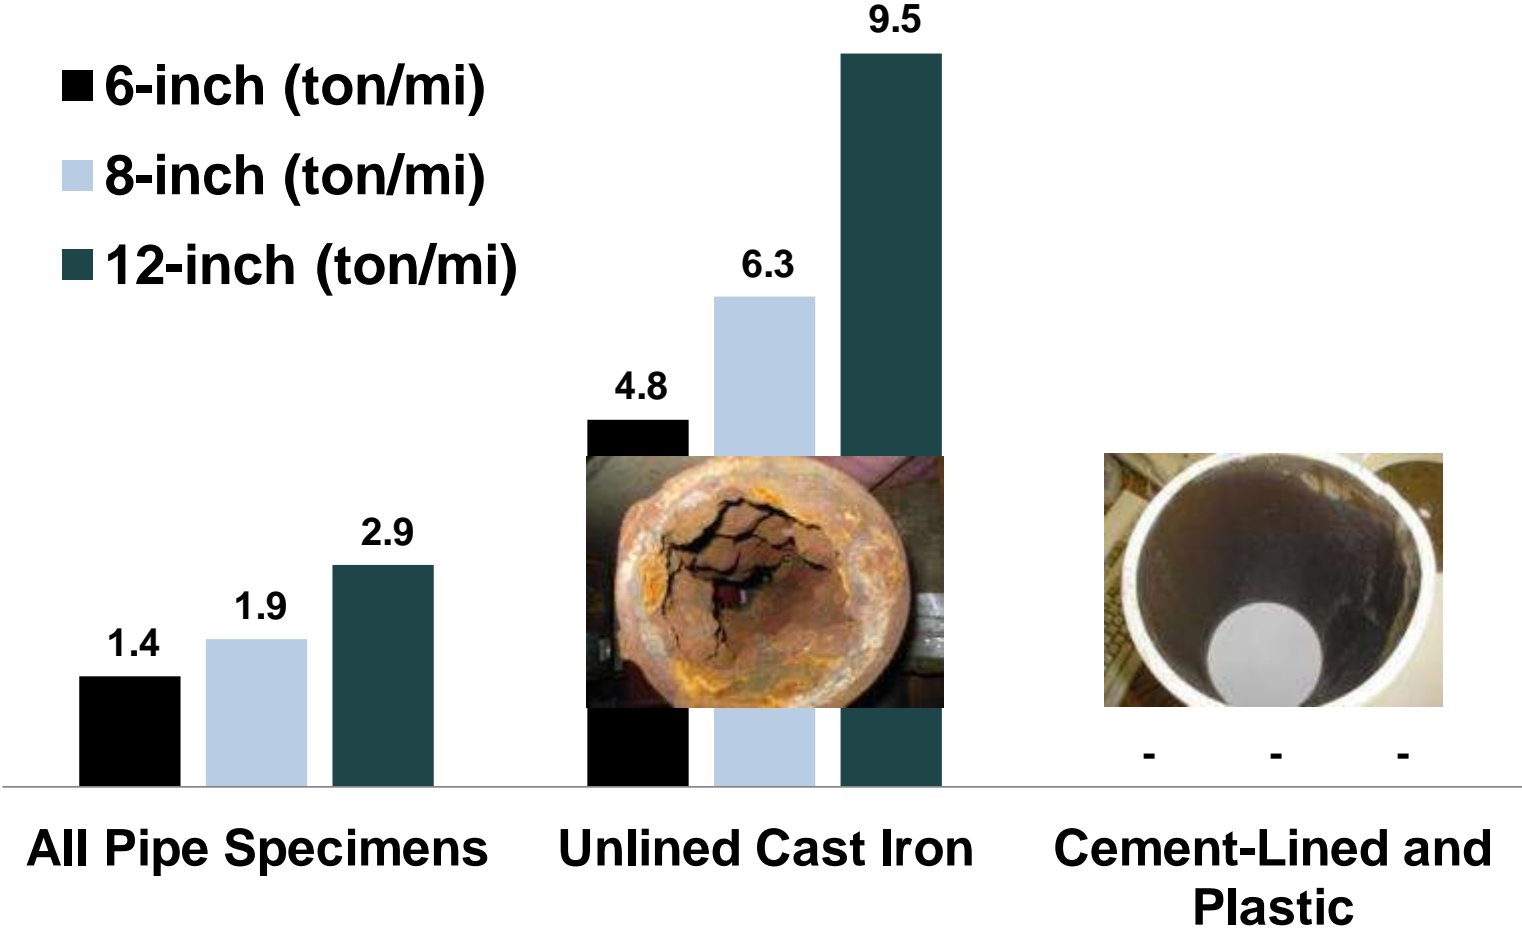 9.5
6-inch (ton/mi)
8-inch (ton/mi)
12-inch (ton/mi)
6.3
4.8
2.9
1.9
1.4
- - -
All Pipe Specimens
Unlined Cast Iron
Cement-Lined and
Plastic